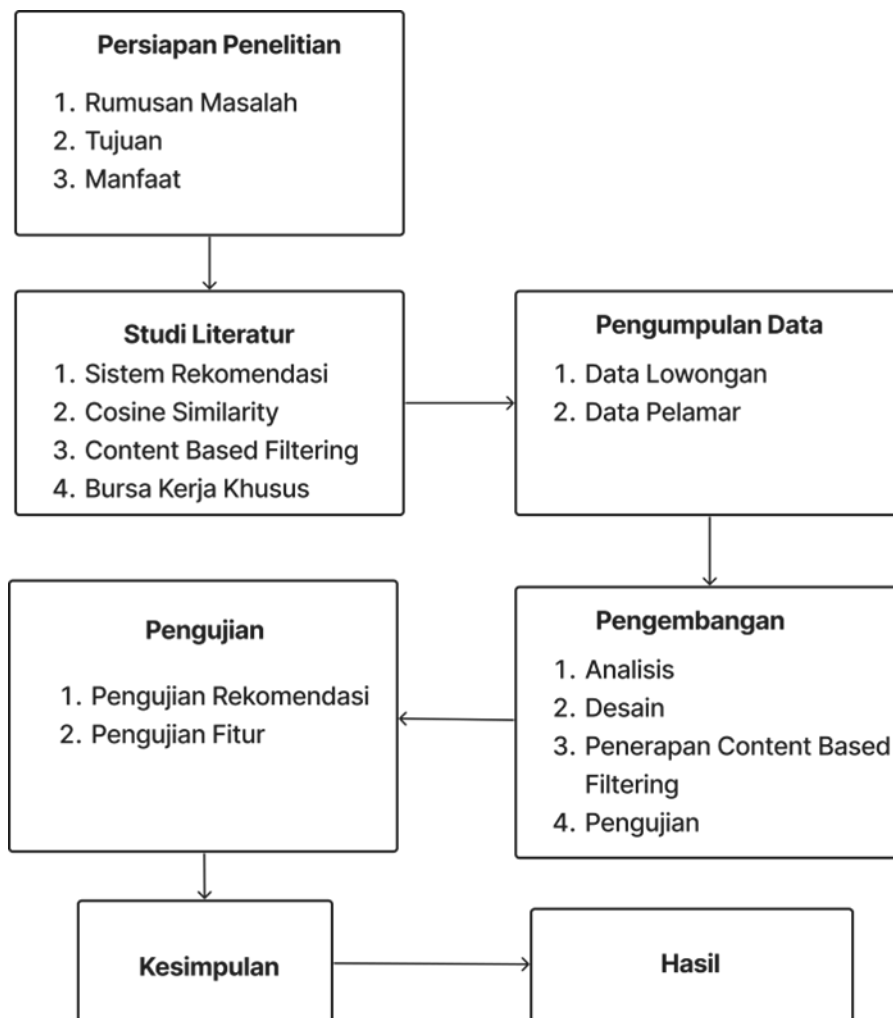 Persiapan Penelitian
1. Rumusan Masalah
2. Tujuan
3. Manfaat
Studi Literatur
1. Sistem Rekomendasi
2. Cosine Similarity
3. Content Based Filtering
4. Bursa Kerja Khusus
Pengumpulan Data
1. Data Lowongan
2. Data Pelamar
Pengembangan
1. Analisis
2. Desain
3. Penerapan Content Based
Filtering
4. Pengujian
Pengujian
1. Pengujian Rekomendasi
2. Pengujian Fitur
Kesimpulan
Hasil